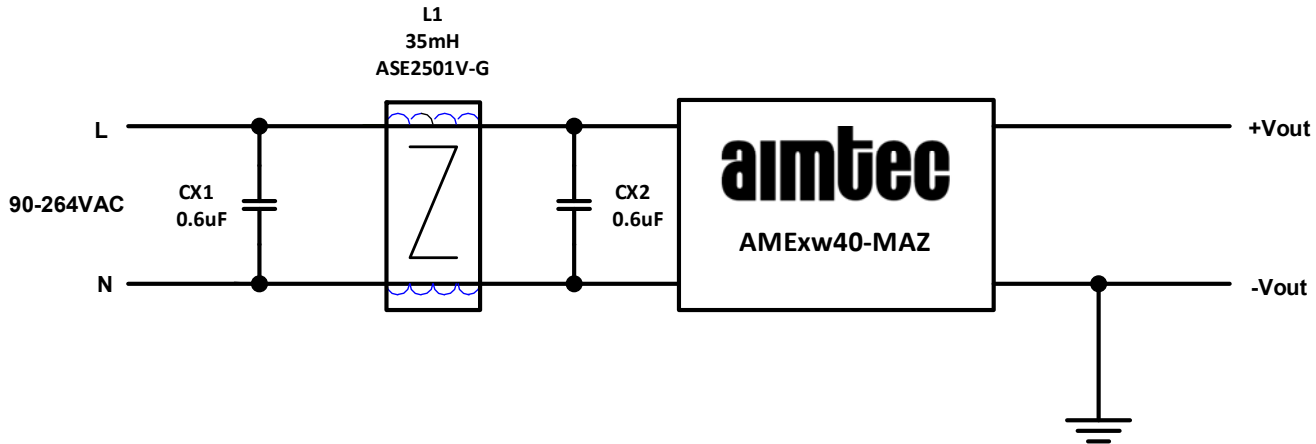 L1
35mH
ASE2501V-G
L
+Vout
CX1
0.6uF
CX2
0.6uF
aimtec
AMExw40-MAZ
90-264VAC
N
-Vout